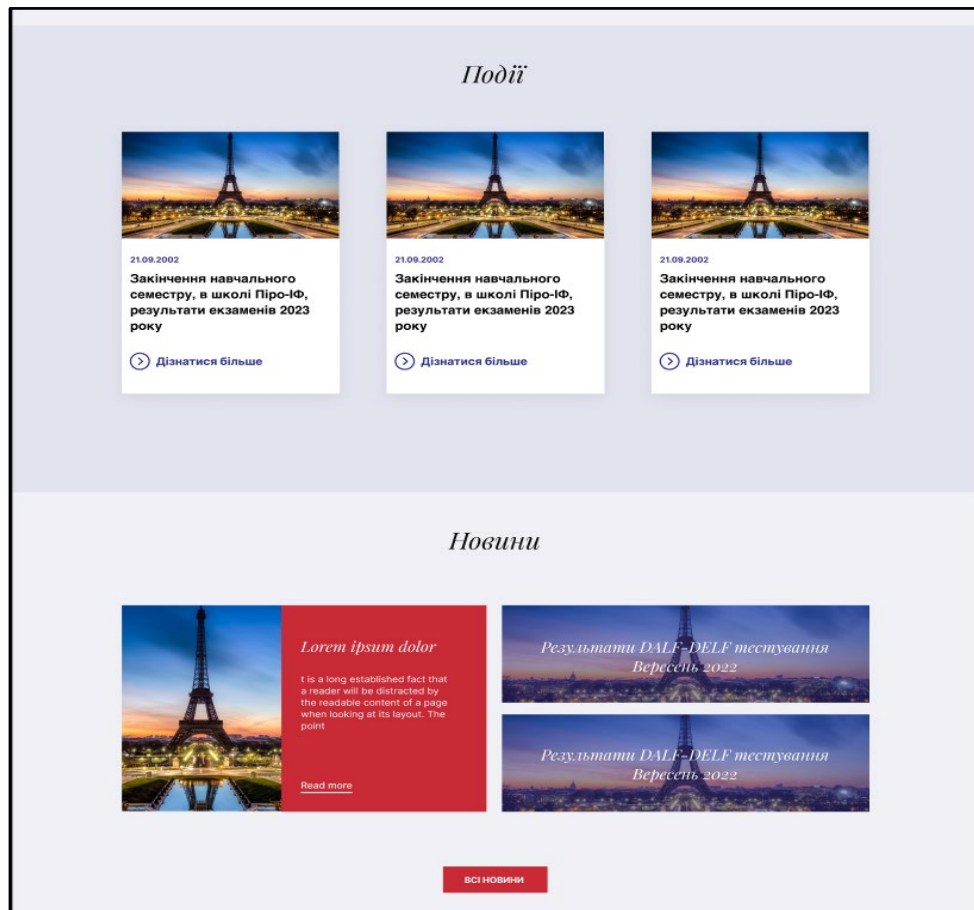 Події
21.09.2002
Закінчення навчального
семестру, в школі Піро-ІФ,
результати екзаменів 2023
року
Дізнатися більше
21.09.2002
Закінчення навчального
семестру, в школі Піро-ІФ,
результати екзаменів 2023
року
Дізнатися більше
21.09.2002
Закінчення навчального
семестру, в школі Піро-ІФ,
результати екзаменів 2023
року
Дізнатися більше
Новини
Lorem ipsum dolor
t is a long established fact that
a reader will be distracted by
the readable content of a page
when looking at its layout. The
point
Read more
Результати DALF-DELF тестування
Вересень 2022
Результати DALF-DELF тестування
Вересень 2022
ВСІ НОВИНИ